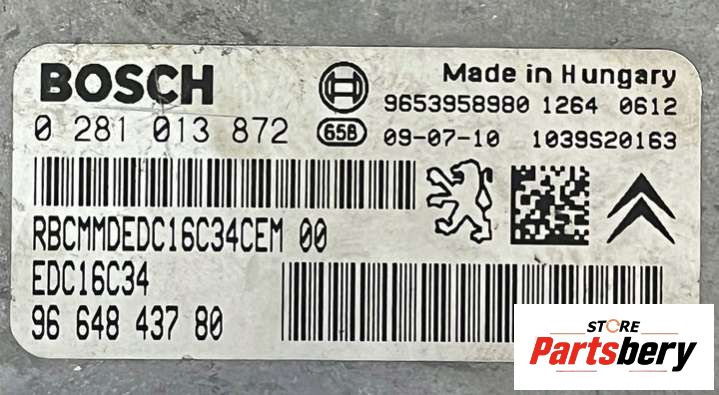 BOSCH
Made in Hungary
9653958980 1264 0612
0 281 013 872
65B
09-07-10 1039S20163
RBCMMDEDC16C34CEM 00
EDC16C34
96 648 437 80
STORE
Partsbery